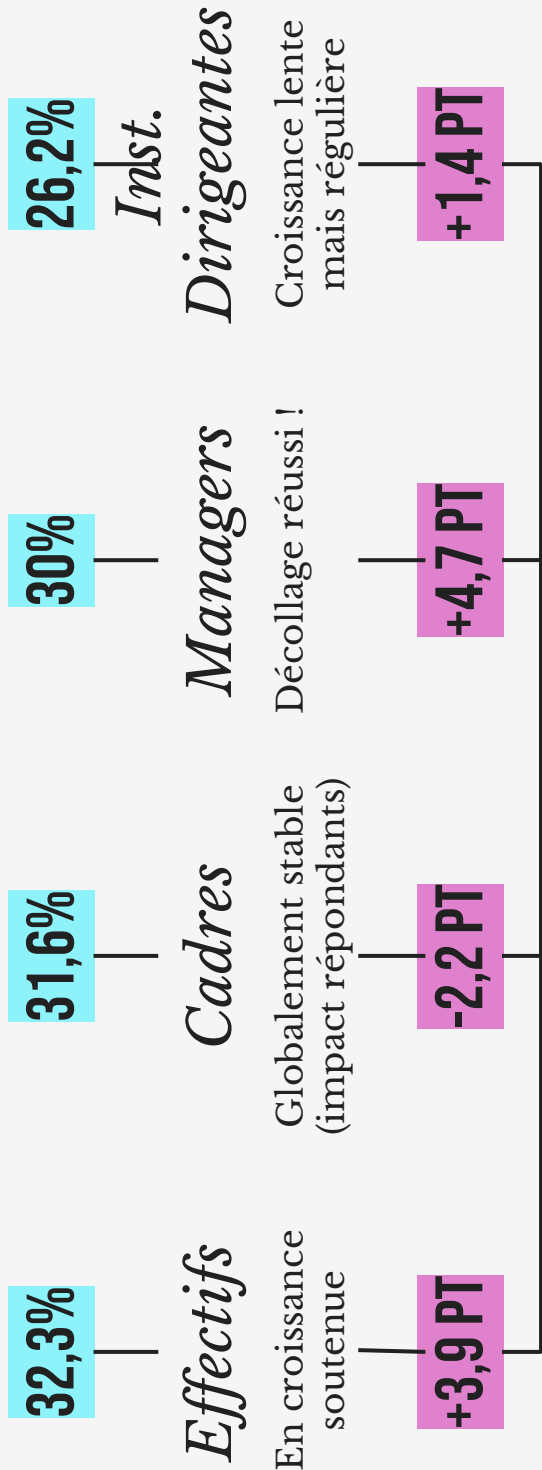 32,3%
Effectifs
En croissance
soutenue
+3,9 PT
31,6%
Cadres
Globalement stable
(impact répondants)
-2,2 PT
30%
Managers
Décollage réussi !
+4,7 PT
26,2%
Inst.
Dirigeantes
Croissance lente
mais régulière
+1,4 PT